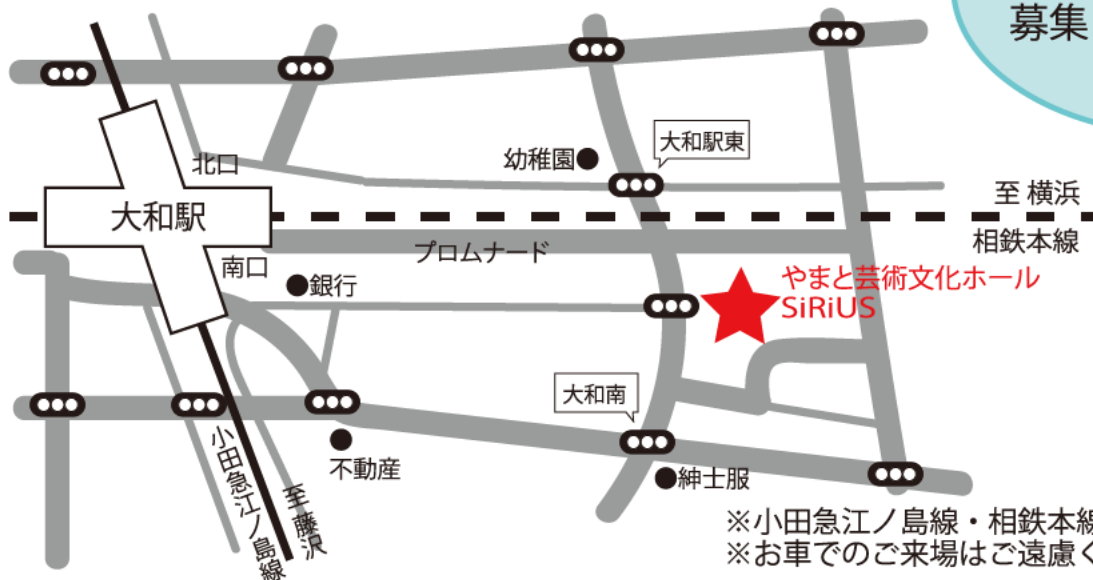 募集
大和駅東
幼稚園
北口
至 横浜
大和駅
相鉄本線
プロムナード
南口
銀行
やまと芸術文化ホール
SiRiUS
大和南
不動産
紳士服
小田急江ノ島線
至藤沢
※小田急江ノ島線・相鉄本線
※お車でのご来場はご遠慮く